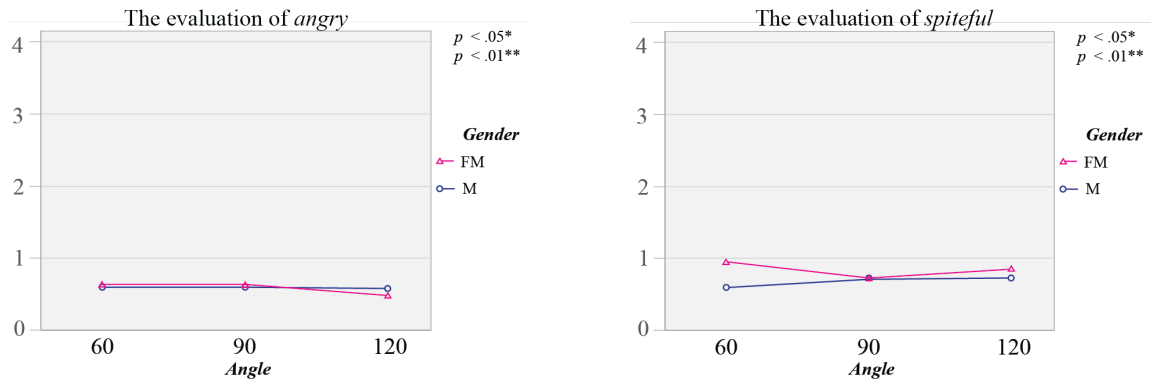 The evaluation of angry
p < .05*
p < .01**
4
3
2
1
0
Gender
FM
M
60 90 120
Angle
The evaluation of spiteful
p < .05*
p < .01**
4
3
2
1
0
Gender
FM
M
60 90 120
Angle